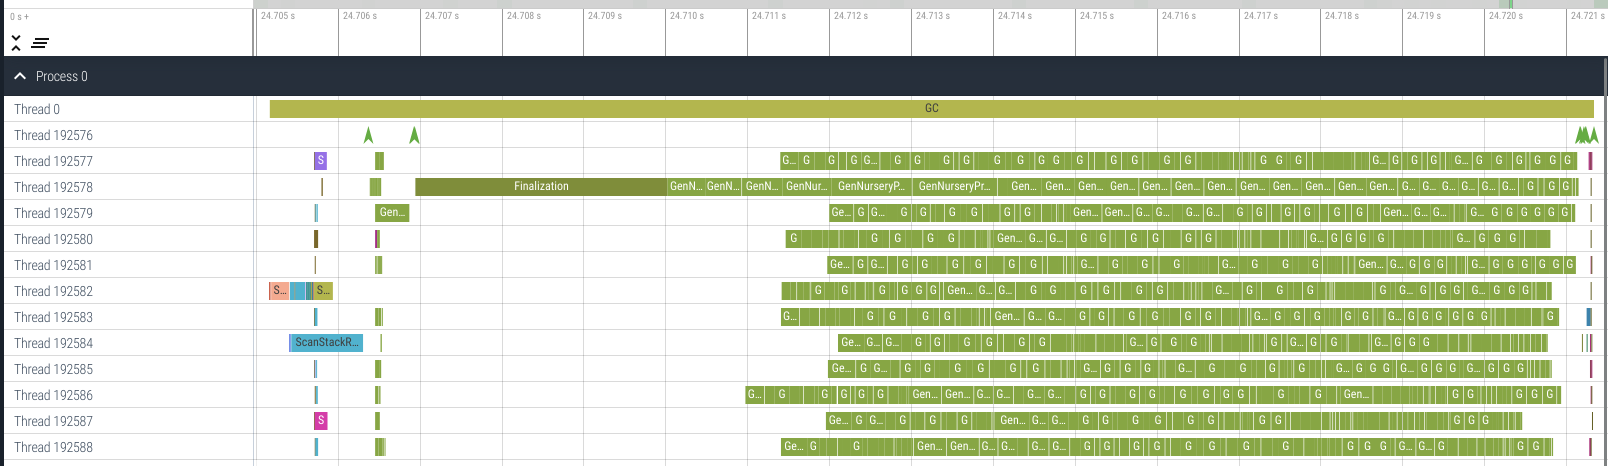 0 s + 24.705 s 24.706 s 24.707 s 24.708 s 24.709 s 24.710 s 24.711 s 24.712 s 24.713 s 24.714 s 24.715 s 24.716 s 24.717 s 24.718 s 24.719 s 24.720 s 24.721 s
Process 0
Thread 0 GC
Thread 192576
Thread 192577 S G... G G G G... G G G G G G G G G G G G G G G G G... G G G... G G G G G
Thread 192578 Finalization GenN... GenN... GenN... GenNur... GenNurseryP... GenNurseryPr... Gen... Gen... Gen... Gen... Gen... Gen... Gen... Gen... Gen... Gen... G... G... G... G... G... G G G
Thread 192579 Gen... Ge... G G... G G G G G Gen... Gen... G... G... G... G G G G G... Gen... G... G... G... G G G G G
Thread 192580 G G G G G Gen... G... G... G G G G G G... G G G G G... G G G
Thread 192581 Ge... G G... G G G G G G... G G G G G Gen... G... G... G... G... G G G G
Thread 192582 S... S... G G G G G G Gen... G... G... G G G G G G... G G G G G G... G... G... G G G
Thread 192583 G... G G G G Gen... G... G... G G G G G... G... G G G G... G... G G G G G G
Thread 192584 ScanStackR... Ge... G... G... G G G G G G... G G G G G... G G... G G... G... G G
Thread 192585 Ge... G G... G G G G G G... G... G G G G G... G G G G... G... G G... G G
Thread 192586 G... G G G G G Gen... Gen... G... G G... G G G G G G Gen... G G G G
Thread 192587 S Ge... G G... G G G Gen... G... G... G G G G G G G G G G
Thread 192588 Ge... G G Gen... Gen... G... G... G... G... G G G G G G G G G G G... G... G G G